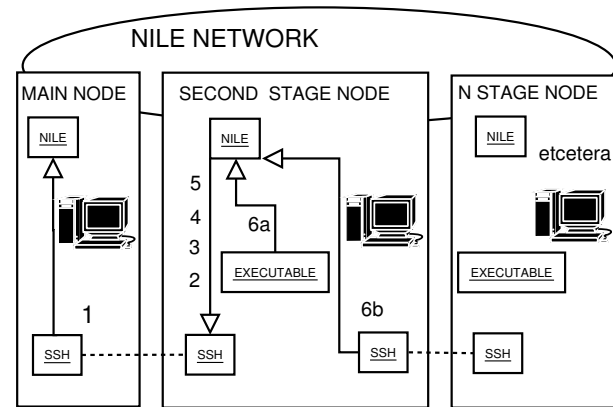 NILE NETWORK
MAIN NODE
SECOND STAGE NODE
N STAGE NODE
NILE
NILE
NILE
etcetera
5
4
3
2
6a
EXECUTABLE
EXECUTABLE
1
6b
SSH
SSH
SSH
SSH